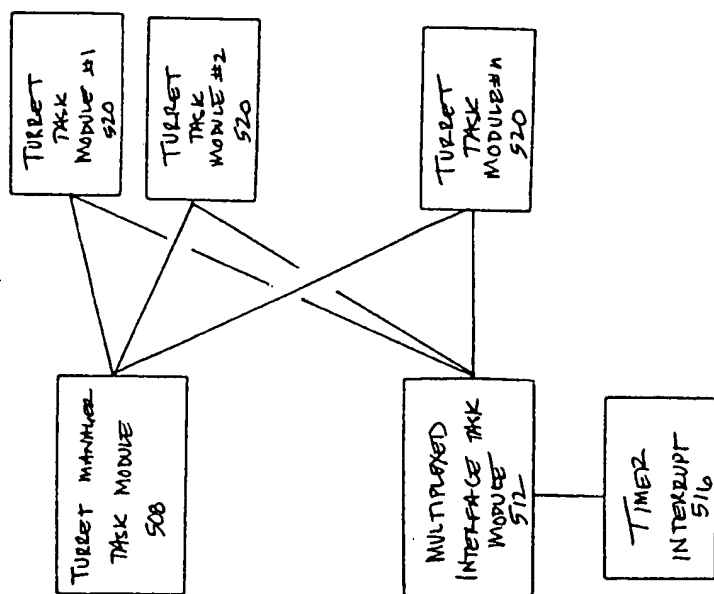 TURRET
TASK
MODULE #1
520
TURRET
TASK
MODULE #2
520
TURRET
TASK
MODULE #n
520
TURRET MANAGER
TASK MODULE
508
MULTIPLEXED
INTERFACE TASK
MODULE
512
TIMER
INTERRUPT
516